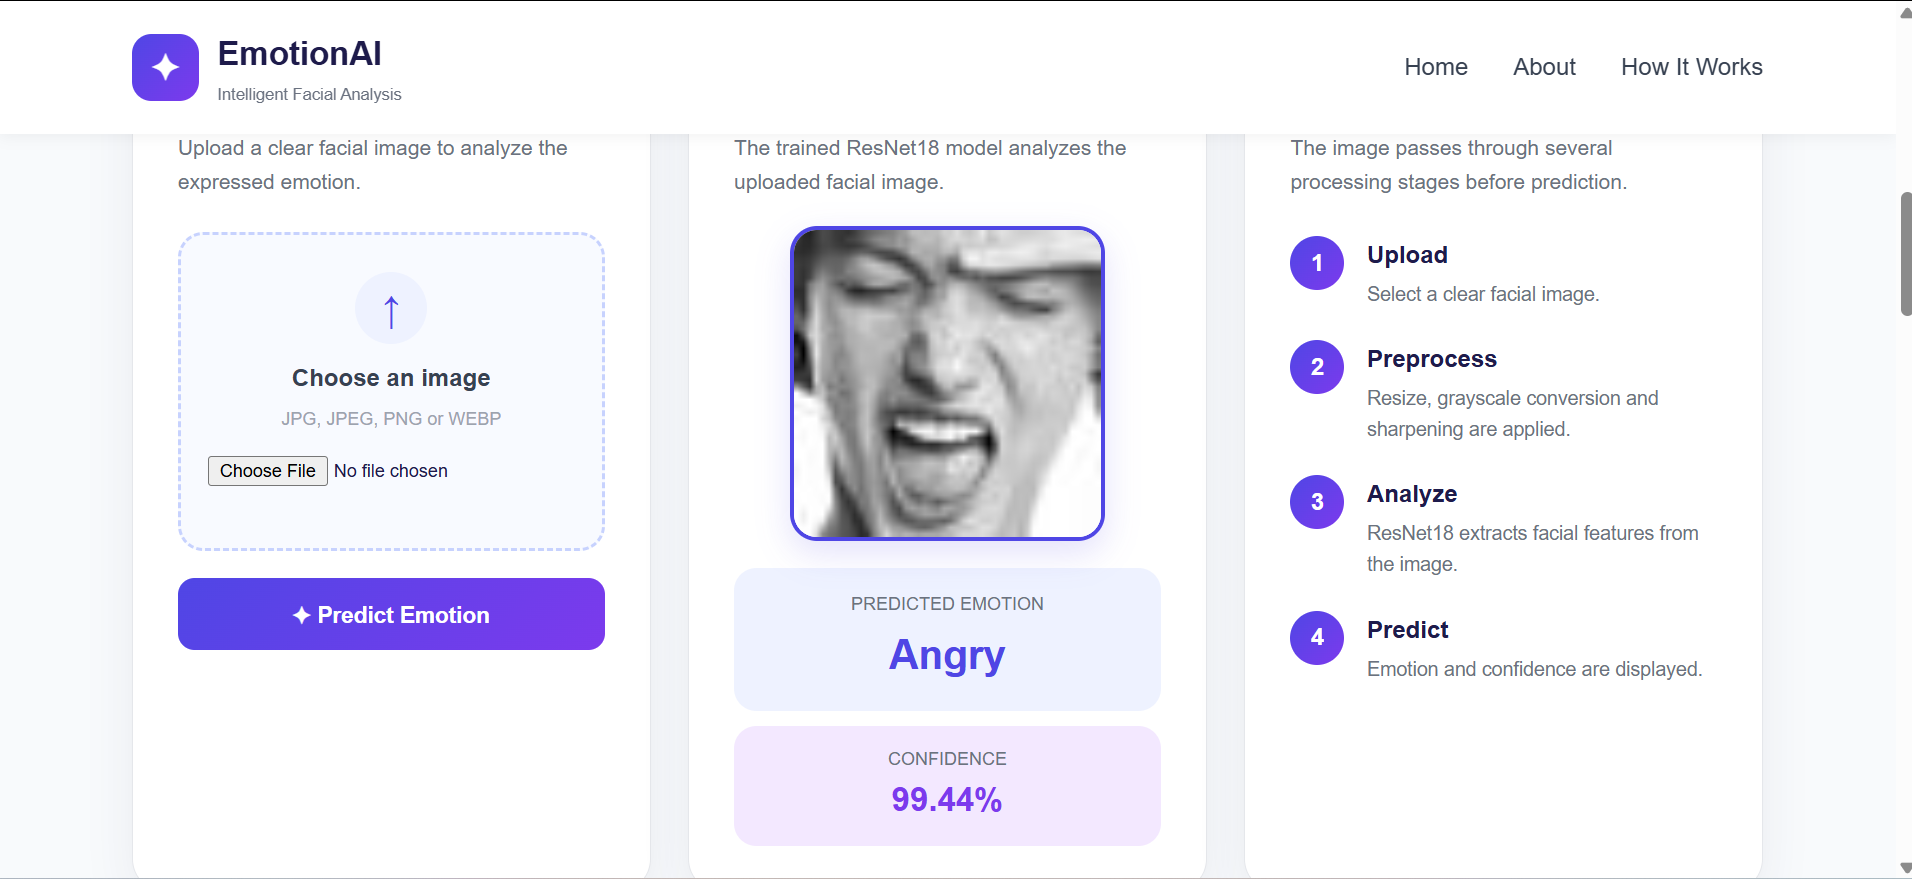 EmotionAI
Intelligent Facial Analysis
Home
About
How It Works
Upload a clear facial image to analyze the
expressed emotion.
↑
Choose an image
JPG, JPEG, PNG or WEBP
Choose File No file chosen
✦ Predict Emotion
The trained ResNet18 model analyzes the
uploaded facial image.
PREDICTED EMOTION
Angry
CONFIDENCE
99.44%
The image passes through several
processing stages before prediction.
1
Upload
Select a clear facial image.
2
Preprocess
Resize, grayscale conversion and
sharpening are applied.
3
Analyze
ResNet18 extracts facial features from
the image.
4
Predict
Emotion and confidence are displayed.